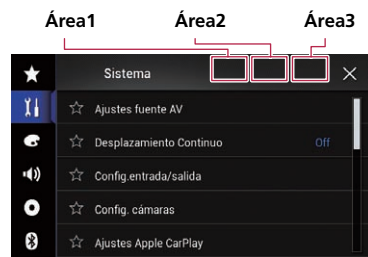 Área1 Área2 Área3
Sistema
Ajustes fuente AV
Desplazamiento Continuo Off
Config.entrada/salida
Config. cámaras
Ajustes Apple CarPlay